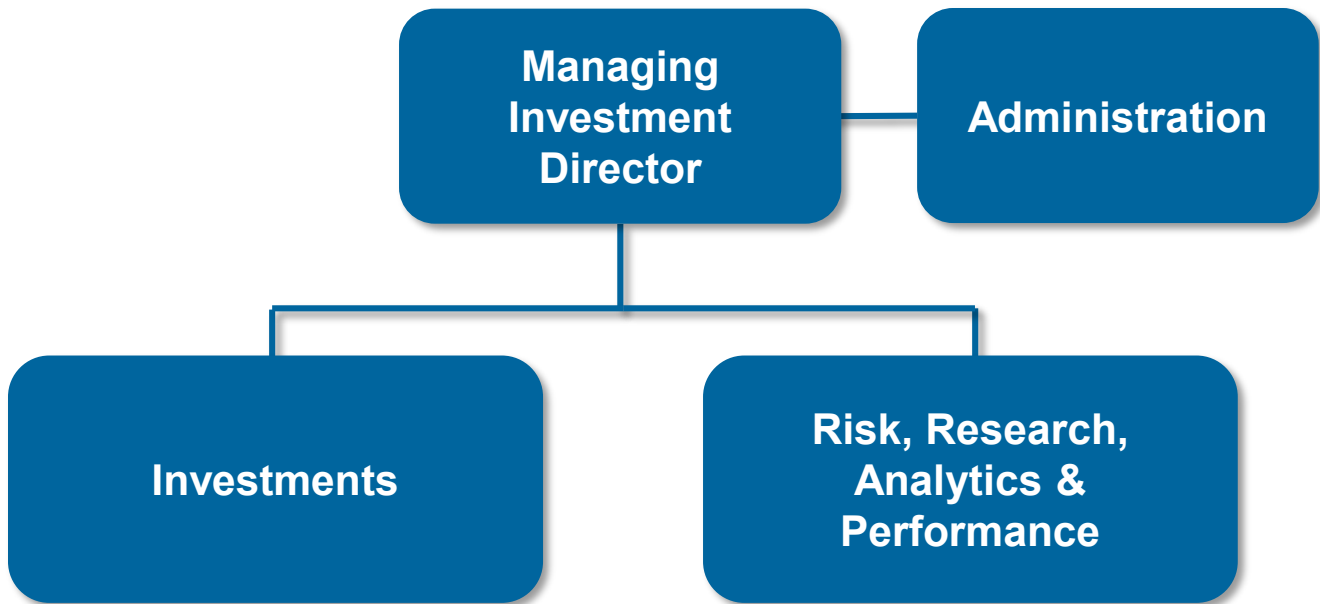 Managing
Investment
Director
Administration
Investments
Risk, Research,
Analytics &
Performance